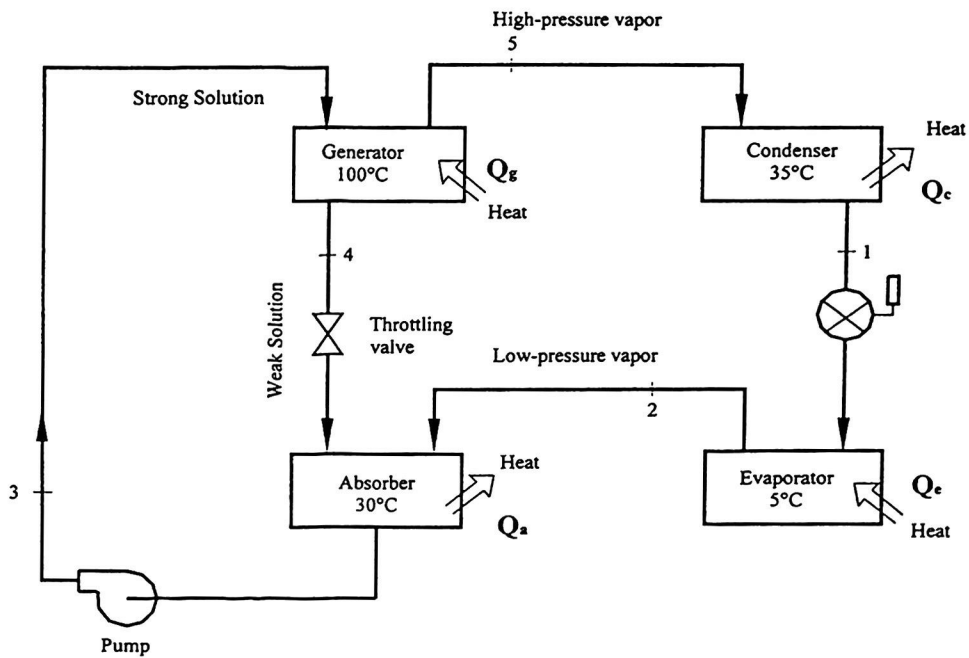 High-pressure vapor
5
Strong Solution
Generator
100°C
Qg
Heat
Condenser
35°C
Heat
Qc
4
1
Weak Solution
Throttling
valve
Low-pressure vapor
2
3
Absorber
30°C
Heat
Qa
Evaporator
5°C
Qe
Heat
Pump